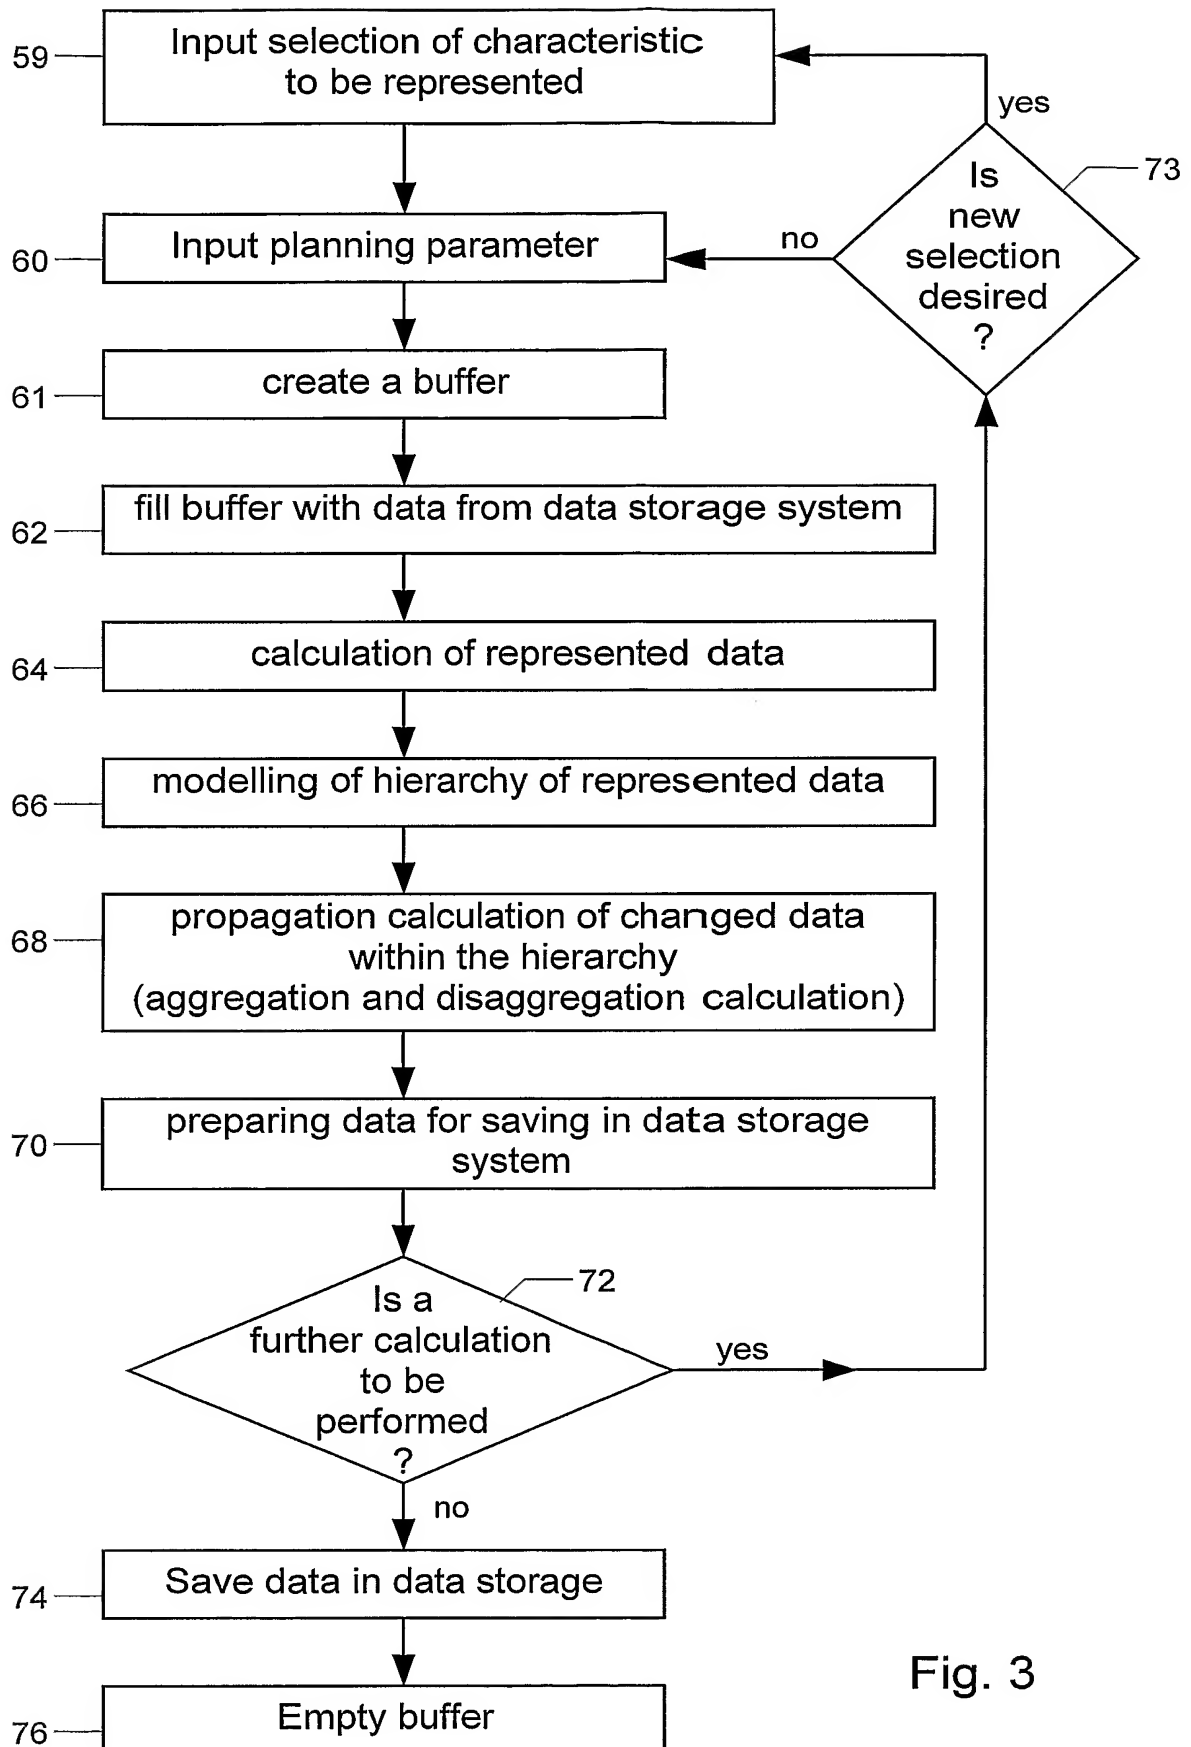 59
Input selection of characteristic
to be represented
yes
73
Is
new
selection
desired
?
no
60
Input planning parameter
61
create a buffer
62
fill buffer with data from data storage system
64
calculation of represented data
66
modelling of hierarchy of represented data
68
propagation calculation of changed data
within the hierarchy
(aggregation and disaggregation calculation)
70
preparing data for saving in data storage
system
72
Is a
further calculation
to be
performed
?
yes
no
74
Save data in data storage
76
Empty buffer
Fig. 3